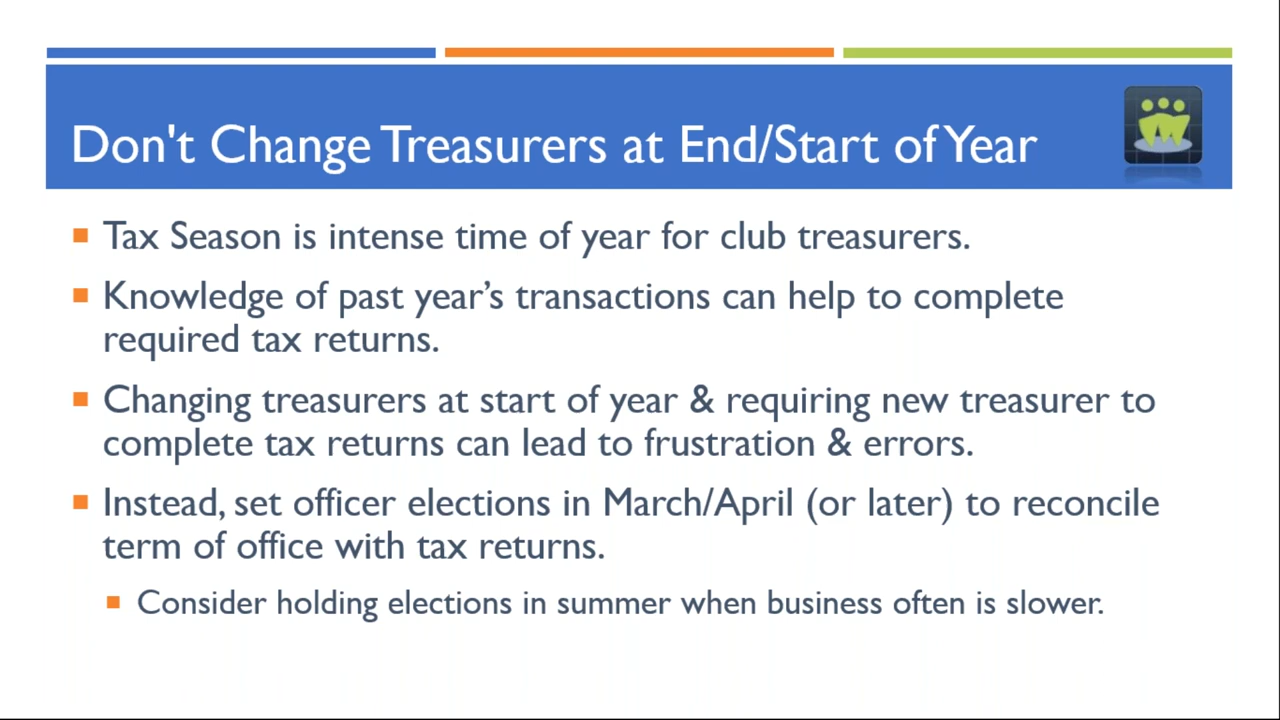 Don't Change Treasurers at End/Start of Year
Tax Season is intense time of year for club treasurers.
Knowledge of past year’s transactions can help to complete
required tax returns.
Changing treasurers at start of year & requiring new treasurer to
complete tax returns can lead to frustration & errors.
Instead, set officer elections in March/April (or later) to reconcile
term of office with tax returns.
Consider holding elections in summer when business often is slower.